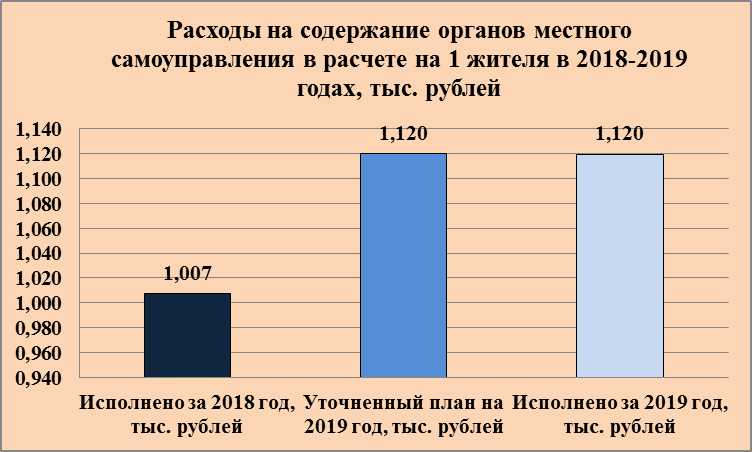 Расходы на содержание органов местного
самоуправления в расчете на 1 жителя в 2018-2019
годах, тыс. рублей
1,140
1,120
1,100
1,080
1,060
1,040
1,020
1,000
0,980
0,960
0,940
1,007
1,120
1,120
Исполнено за 2018 год,
тыс. рублей
Уточненный план на
2019 год, тыс. рублей
Исполнено за 2019 год,
тыс. рублей